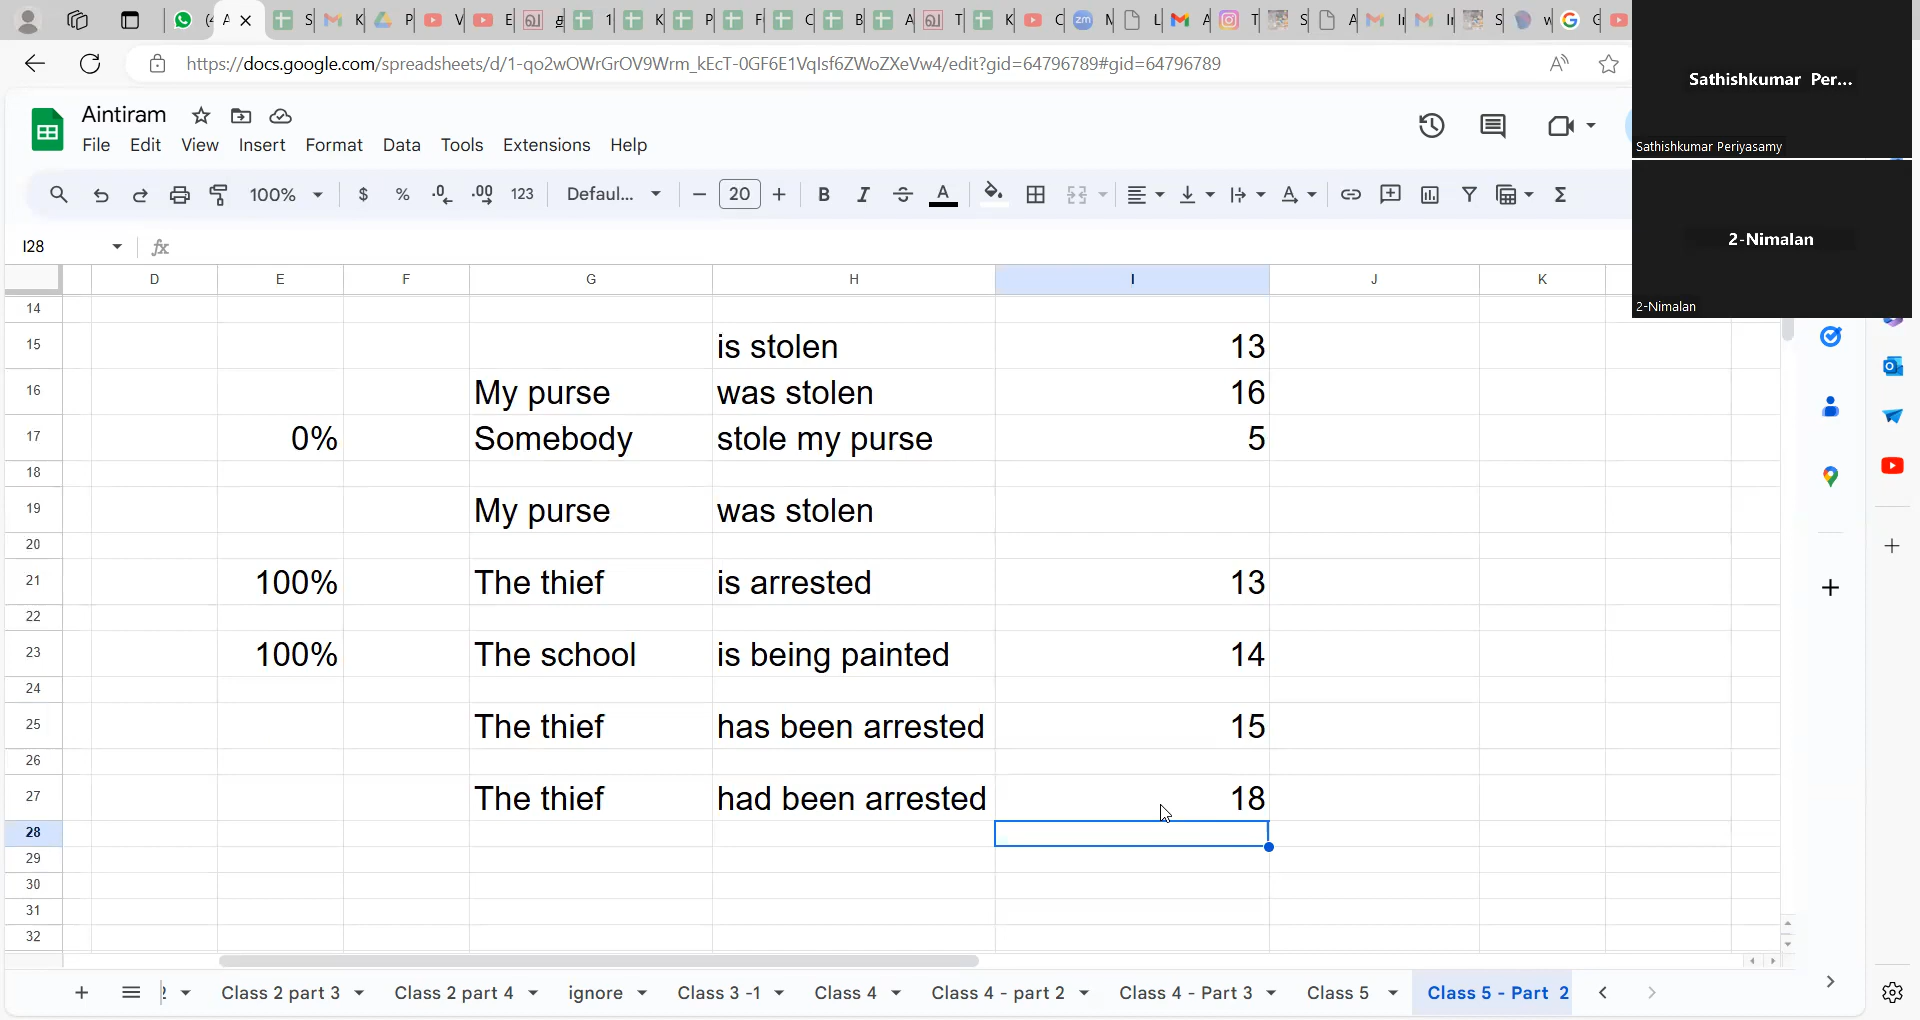 https://docs.google.com/spreadsheets/d/1-qo2wOWrGrOV9Wrm_kEcT-0GF6E1VqIsf6ZWoZXeVw4/edit?gid=64796789#gid=64796789
Sathishkumar Per...
Sathishkumar Periyasamy
2-Nimalan
2-Nimalan
Aintiram
File Edit View Insert Format Data Tools Extensions Help
100% $ % .0 .00 123 Defaul... 20 B I
I28 fx
D E F G H I J K
14
15 is stolen 13
16 My purse was stolen 16
17 0% Somebody stole my purse 5
18
19 My purse was stolen
20
21 100% The thief is arrested 13
22
23 100% The school is being painted 14
24
25 The thief has been arrested 15
26
27 The thief had been arrested 18
28
29
30
31
32
Class 2 part 3 Class 2 part 4 ignore Class 3 -1 Class 4 Class 4 - part 2 Class 4 - Part 3 Class 5 Class 5 - Part 2